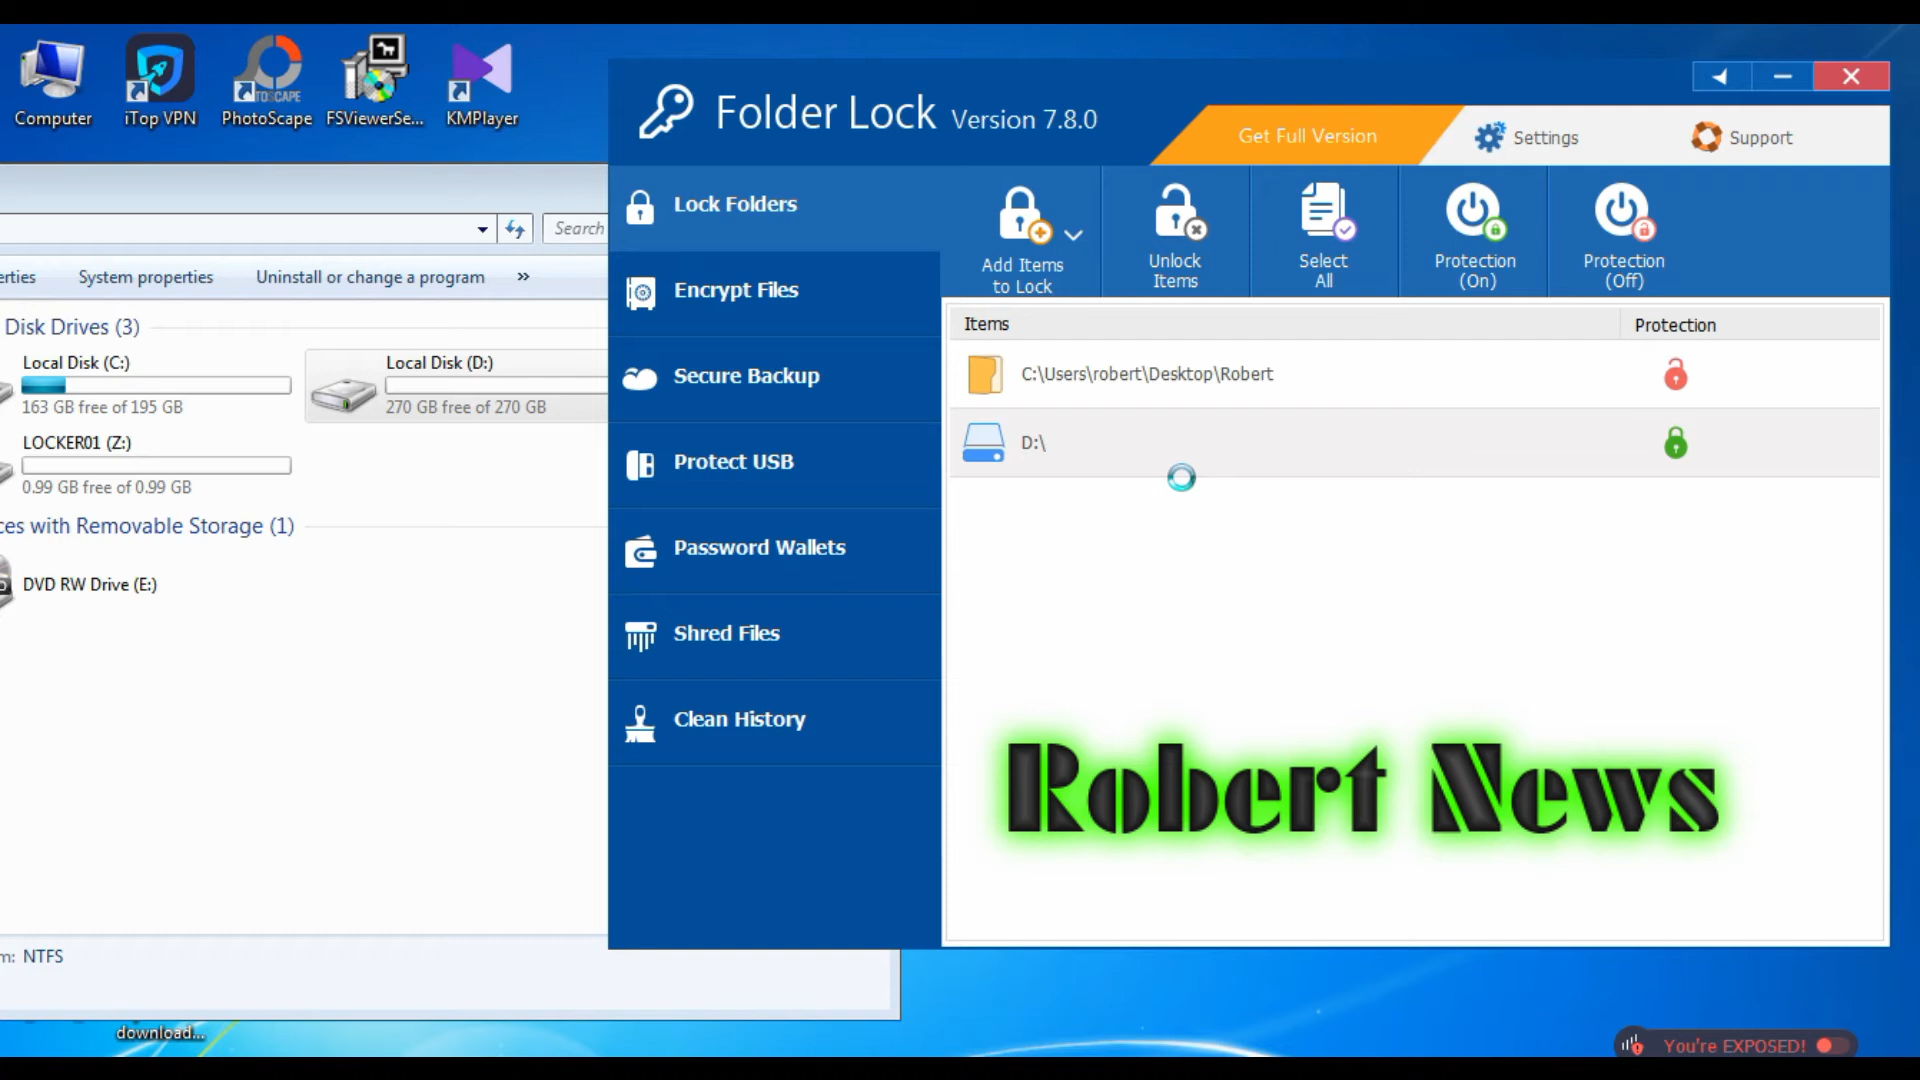 Computer
iTop VPN
PhotoScape
FSViewerSe...
KMPlayer
Folder Lock Version 7.8.0
Get Full Version
Settings
Support
Search
System properties
Uninstall or change a program »
Disk Drives (3)
Local Disk (C:)
163 GB free of 195 GB
Local Disk (D:)
270 GB free of 270 GB
LOCKER01 (Z:)
0.99 GB free of 0.99 GB
ces with Removable Storage (1)
DVD RW Drive (E:)
m: NTFS
download...
Lock Folders
Encrypt Files
Secure Backup
Protect USB
Password Wallets
Shred Files
Clean History
Add Items
to Lock
Unlock
Items
Select
All
Protection
(On)
Protection
(Off)
Items
Protection
C:\Users\robert\Desktop\Robert
D:\
Robert News
You're EXPOSED!